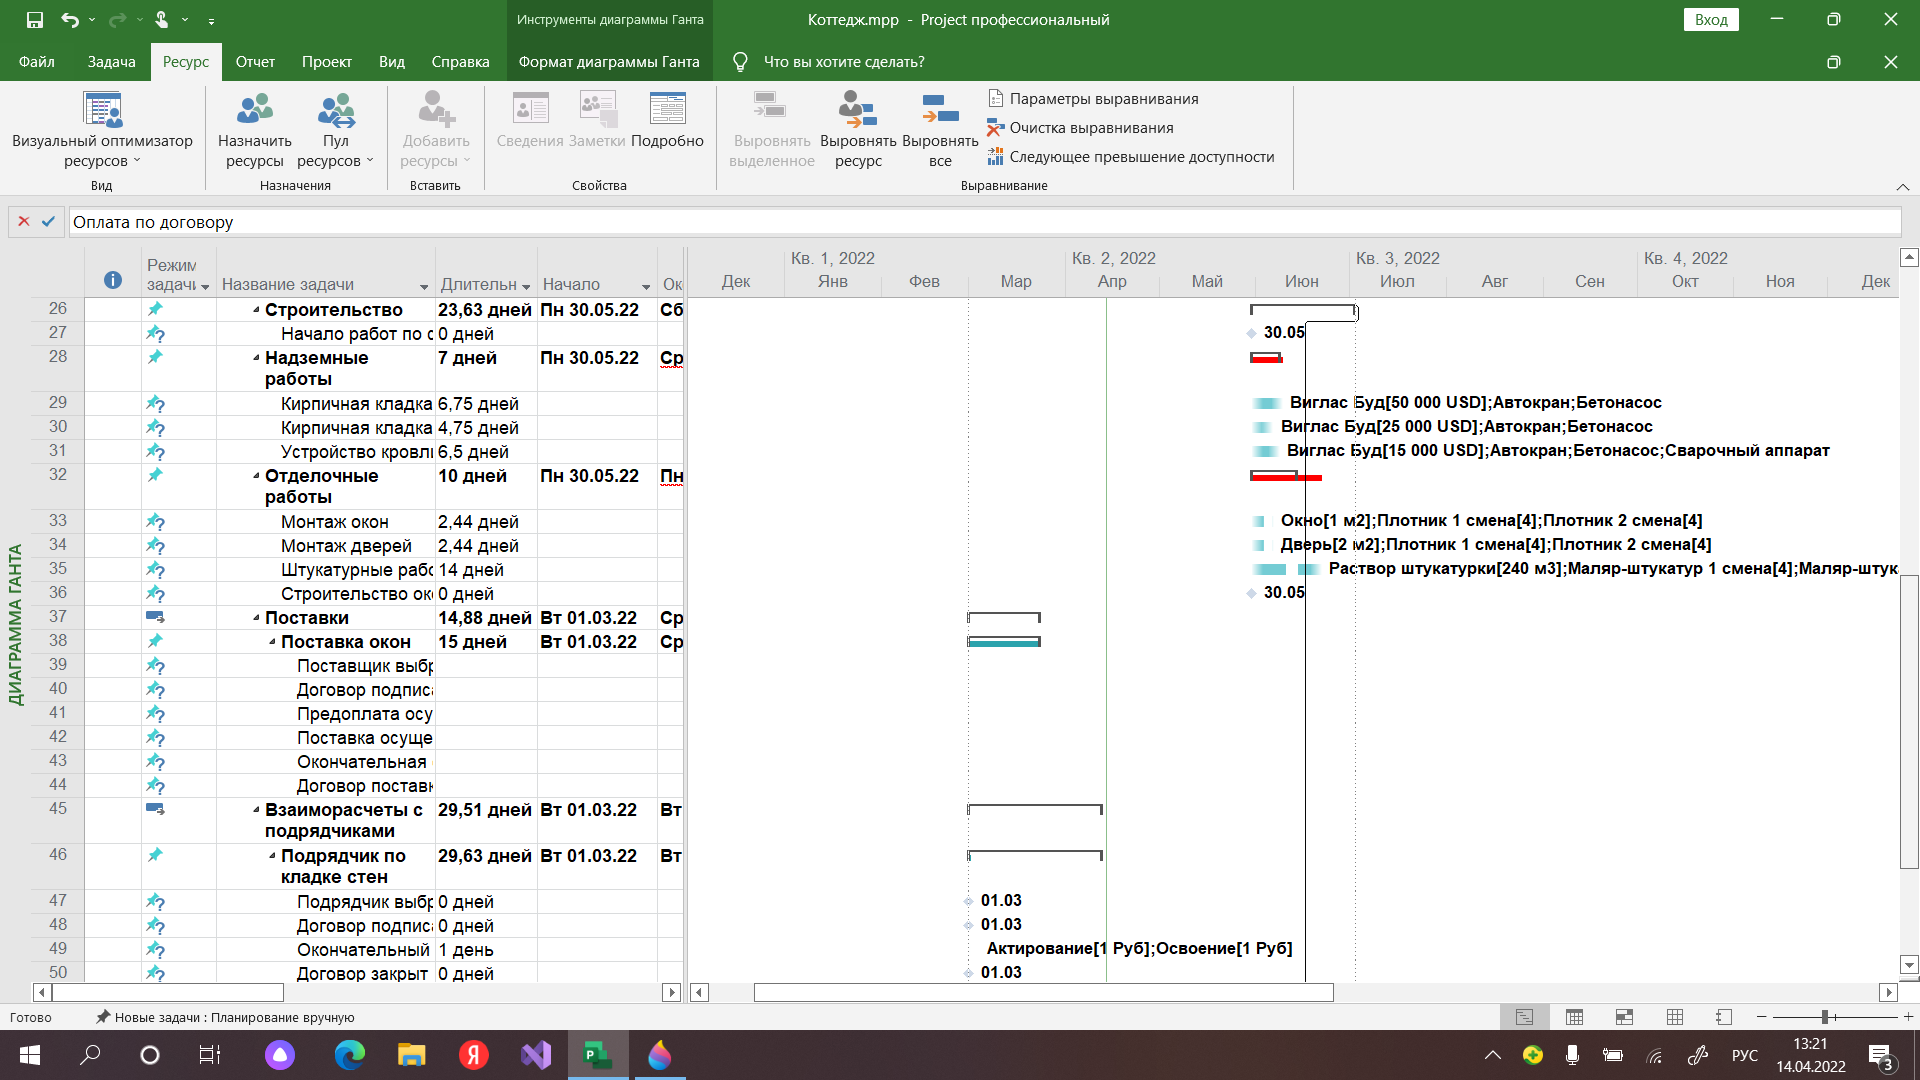 Инструменты диаграммы Ганта
Коттедж.mpp - Project профессиональный
Вход
Файл Задача Ресурс Отчет Проект Вид Справка Формат диаграммы Ганта Что вы хотите сделать?
Визуальный оптимизатор ресурсов
Назначить ресурсы
Пул ресурсов
Добавить ресурсы
Сведения Заметки Подробно
Выровнять выделенное
Выровнять ресурс
Выровнять все
Параметры выравнивания
Очистка выравнивания
Следующее превышение доступности
Вид Назначения Вставить Свойства Выравнивание
Оплата по договору
Режим задачи Название задачи Длительн Начало Ок
Кв. 1, 2022 Кв. 2, 2022 Кв. 3, 2022 Кв. 4, 2022
Дек Янв Фев Мар Апр Май Июн Июл Авг Сен Окт Ноя Дек
ДИАГРАММА ГАНТА
26 Строительство 23,63 дней Пн 30.05.22 Сб
27 Начало работ по с 0 дней 30.05
28 Надземные работы 7 дней Пн 30.05.22 Ср
29 Кирпичная кладка 6,75 дней Виглас Буд[50 000 USD];Автокран;Бетонасос
30 Кирпичная кладка 4,75 дней Виглас Буд[25 000 USD];Автокран;Бетонасос
31 Устройство кровли 6,5 дней Виглас Буд[15 000 USD];Автокран;Бетонасос;Сварочный аппарат
32 Отделочные работы 10 дней Пн 30.05.22 Пн
33 Монтаж окон 2,44 дней Окно[1 м2];Плотник 1 смена[4];Плотник 2 смена[4]
34 Монтаж дверей 2,44 дней Дверь[2 м2];Плотник 1 смена[4];Плотник 2 смена[4]
35 Штукатурные рабо 14 дней Раствор штукатурки[240 м3];Маляр-штукатур 1 смена[4];Маляр-штук
36 Строительство ок 0 дней 30.05
37 Поставки 14,88 дней Вт 01.03.22 Ср
38 Поставка окон 15 дней Вт 01.03.22 Ср
39 Поставщик выбр
40 Договор подписа
41 Предоплата осу
42 Поставка осуще
43 Окончательная
44 Договор поставк
45 Взаиморасчеты с подрядчиками 29,51 дней Вт 01.03.22 Вт
46 Подрядчик по кладке стен 29,63 дней Вт 01.03.22 Вт
47 Подрядчик выбр 0 дней 01.03
48 Договор подписа 0 дней 01.03
49 Окончательный 1 день Актирование[1 Руб];Освоение[1 Руб]
50 Договор закрыт 0 дней 01.03
Готово Новые задачи : Планирование вручную
РУС
13:21
14.04.2022
3